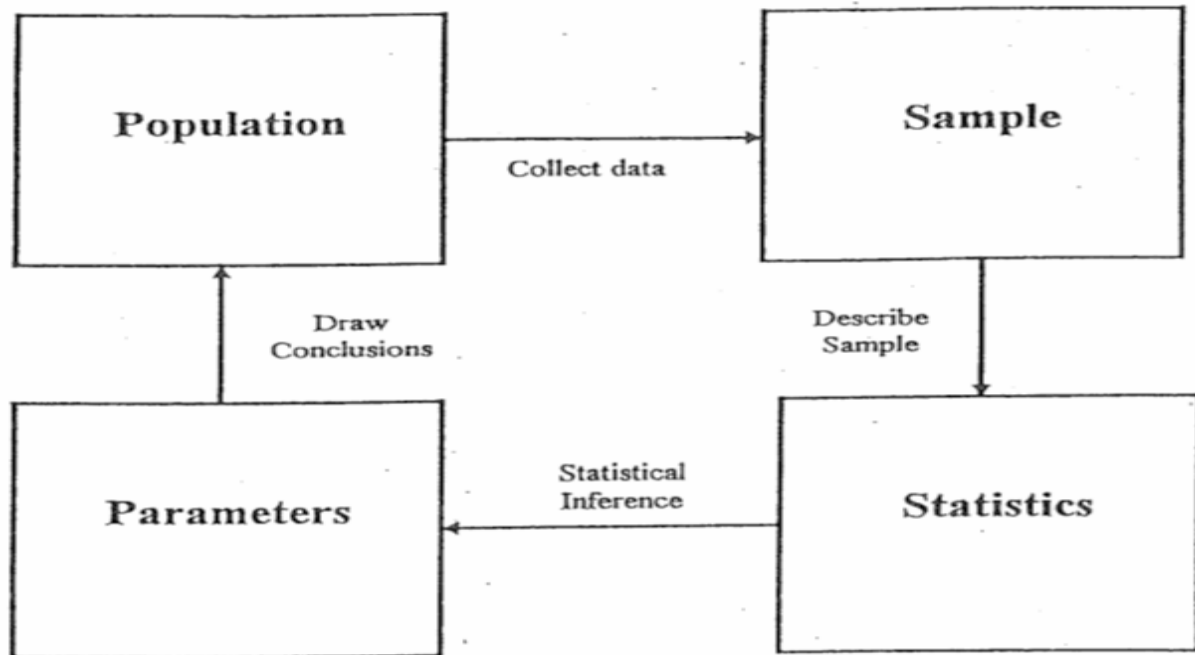 Population
Sample
Collect data
Draw
Conclusions
Describe
Sample
Parameters
Statistical
Inference
Statistics